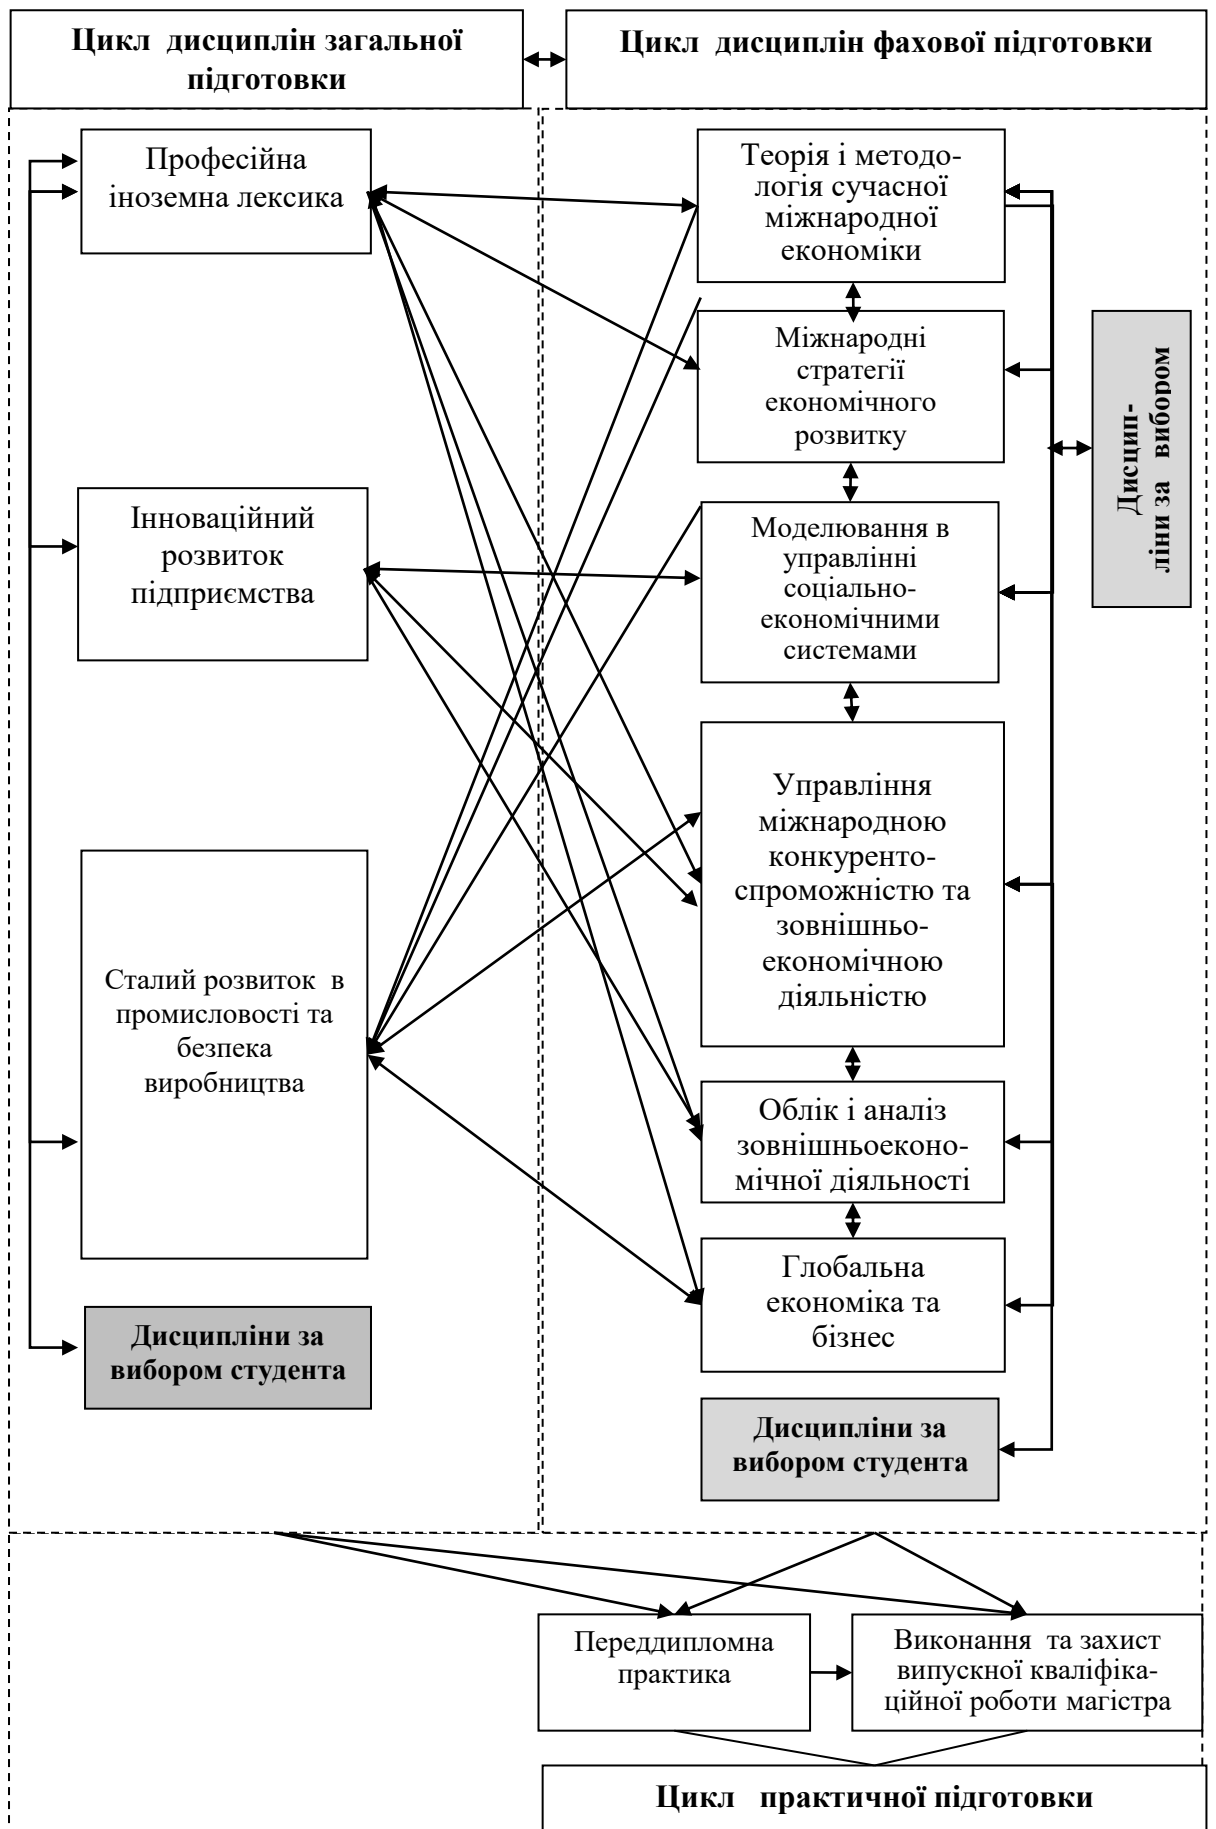 Цикл дисциплін загальної
підготовки
Цикл дисциплін фахової підготовки
Професійна
іноземна лексика
Інноваційний
розвиток
підприємства
Сталий розвиток в
промисловості та
безпека
виробництва
Дисципліни за
вибором студента
Теорія і методо-
логія сучасної
міжнародної
економіки
Міжнародні
стратегії
економічного
розвитку
Моделювання в
управлінні
соціально-
економічними
системами
Управління
міжнародною
конкуренто-
спроможністю та
зовнішньо-
економічною
діяльністю
Облік і аналіз
зовнішньоеконо-
мічної діяльності
Глобальна
економіка та
бізнес
Дисципліни за
вибором студента
Дисцип-
ліни за вибором
Переддипломна
практика
Виконання та захист
випускної кваліфіка-
ційної роботи магістра
Цикл практичної підготовки